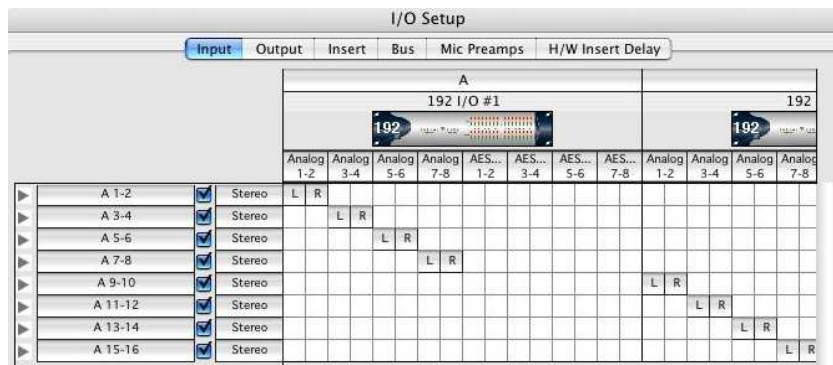 I/O Setup
Input Output Insert Bus Mic Preamps H/W Insert Delay
A
192 I/O #1 192
192 192
Analog Analog Analog Analog AES... AES... AES... AES... Analog Analog Analog Analog
1-2 3-4 5-6 7-8 1-2 3-4 5-6 7-8 1-2 3-4 5-6 7-8
A 1-2 Stereo L R
A 3-4 Stereo L R
A 5-6 Stereo L R
A 7-8 Stereo L R
A 9-10 Stereo L R
A 11-12 Stereo L R
A 13-14 Stereo L R
A 15-16 Stereo L R